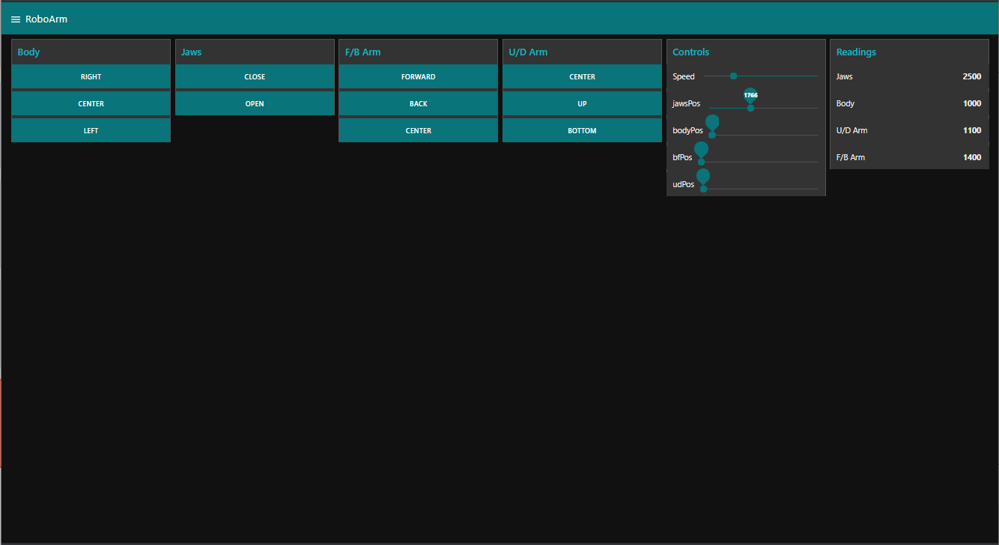 RoboArm
Body
RIGHT
CENTER
LEFT
Jaws
CLOSE
OPEN
F/B Arm
FORWARD
BACK
CENTER
U/D Arm
CENTER
UP
BOTTOM
Controls
Speed
jawsPos 1766
bodyPos
bfPos
udPos
Readings
Jaws 2500
Body 1000
U/D Arm 1100
F/B Arm 1400